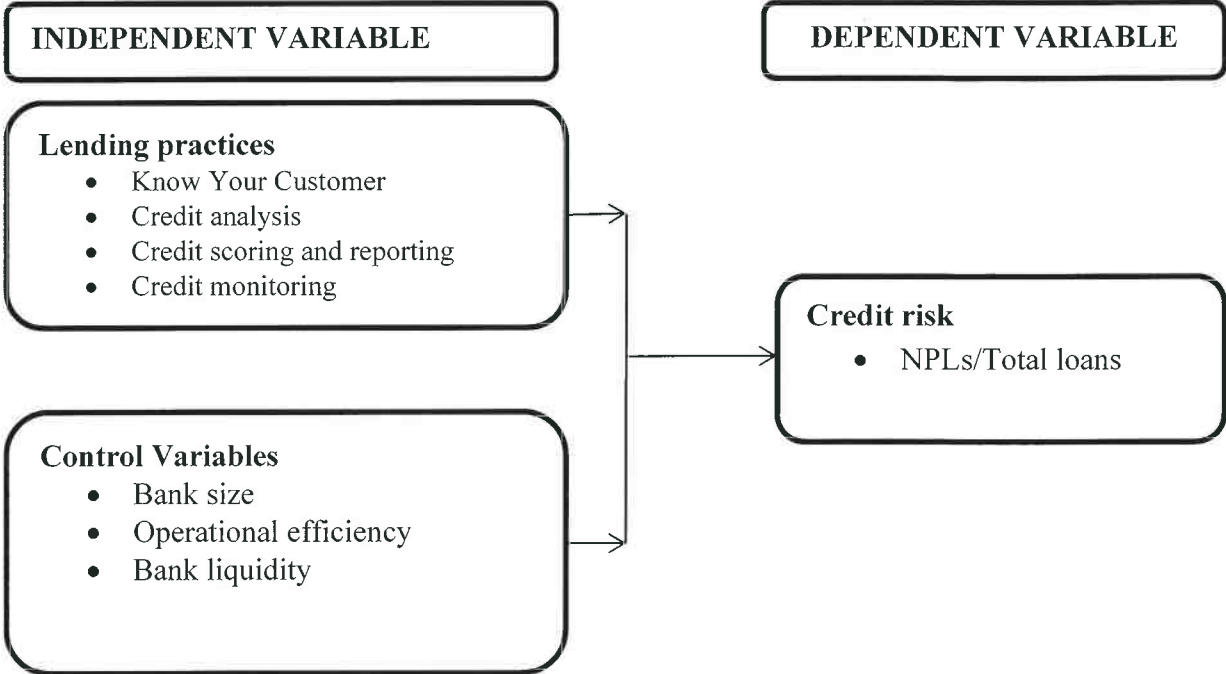 INDEPENDENT VARIABLE
DEPENDENT VARIABLE
Lending practices
• Know Your Customer
• Credit analysis
• Credit scoring and reporting
• Credit monitoring
Credit risk
• NPLs/Total loans
Control Variables
• Bank size
• Operational efficiency
• Bank liquidity